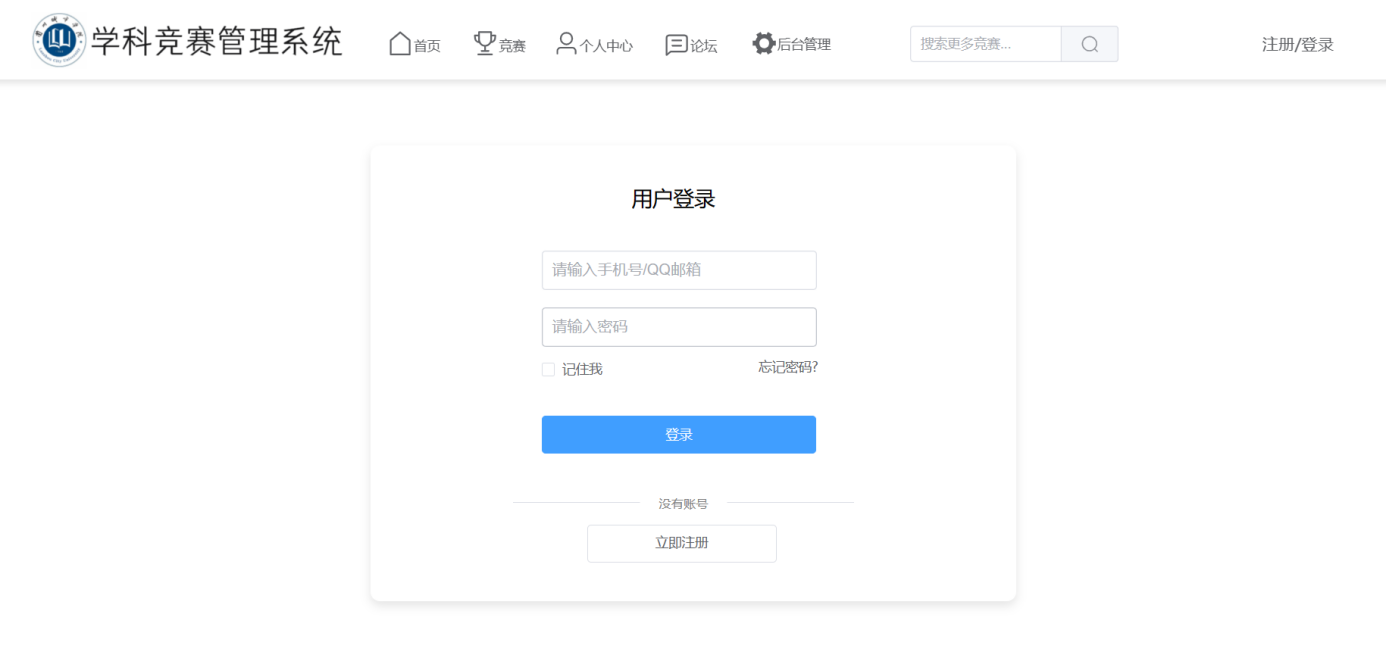 学科竞赛管理系统
首页
竞赛
个人中心
论坛
后台管理
搜索更多竞赛...
注册/登录
用户登录
请输入手机号/QQ邮箱
请输入密码
记住我
忘记密码?
登录
没有账号
立即注册